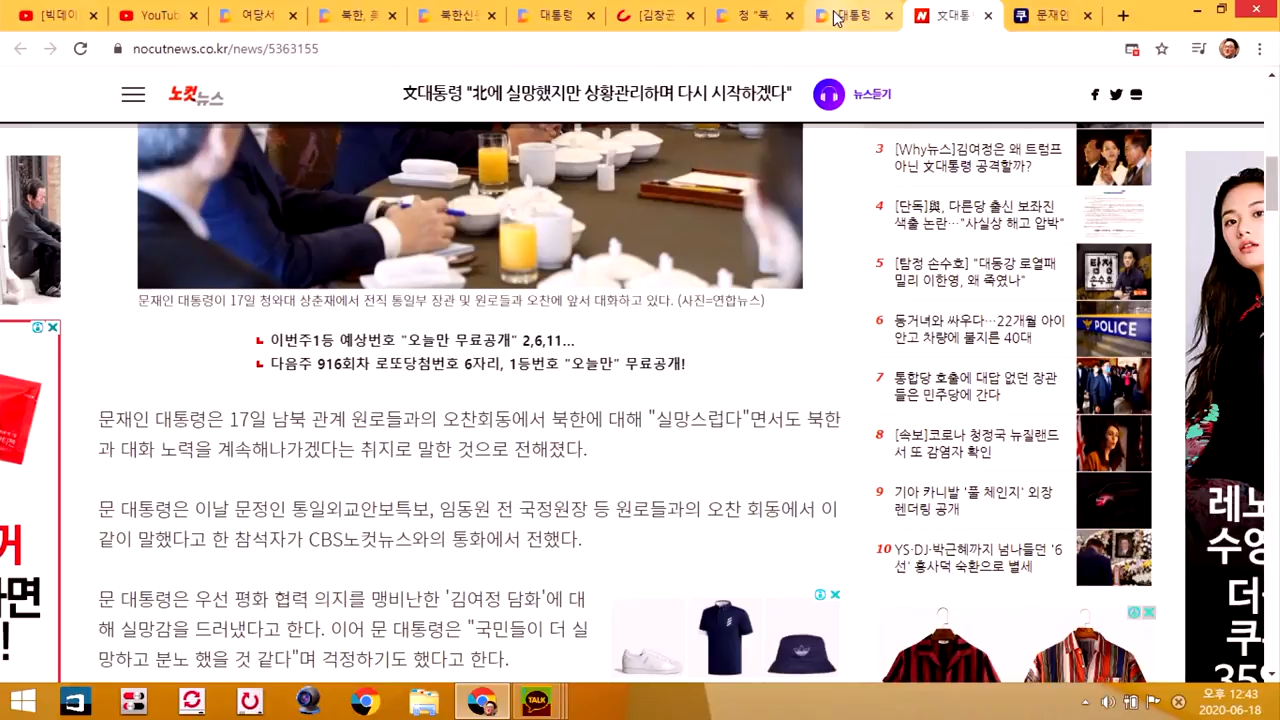 [빅데이
YouTu
여당서
북한, 홍
북한신
대통령
[김장균
청 "북,
대통령
文대통
문재인
nocutnews.co.kr/news/5363155
노컷뉴스
文대통령 "北에 실망했지만 상황관리하며 다시 시작하겠다"
뉴스듣기
문재인 대통령이 17일 청와대 상춘재에서 전직 통일부 장관 및 원로들과 오찬에 앞서 대화하고 있다. (사진=연합뉴스)
이번주1등 예상번호 "오늘만 무료공개" 2,6,11...
다음주 916회차 로또당첨번호 6자리, 1등번호 "오늘만" 무료공개!
문재인 대통령은 17일 남북 관계 원로들과의 오찬회동에서 북한에 대해 "실망스럽다"면서도 북한
과 대화 노력을 계속해나가겠다는 취지로 말한 것으로 전해졌다.
문 대통령은 이날 문정인 통일외교안보특보, 임동원 전 국정원장 등 원로들과의 오찬 회동에서 이
같이 말했다고 한 참석자가 CBS노컷뉴스와의 통화에서 전했다.
문 대통령은 우선 평화 협력 의지를 맹비난한 '김여정 담화'에 대
해 실망감을 드러냈다고 한다. 이어 문 대통령은 "국민들이 더 실
망하고 분노 했을 것 같다"며 걱정하기도 했다고 한다.
3 [Why뉴스]김여정은 왜 트럼프
아닌 文대통령 공격할까?
4 [단독]與, 다른당 출신 보좌진
색출 논란…"사실상 해고 압박"
5 [탐정 손수호] "대동강 로열패
밀리 이한영, 왜 죽였나"
탐정
손수호
6 동거녀와 싸우다…22개월 아이
안고 차량에 불지른 40대
POLICE
7 통합당 호출에 대답 없던 장관
들은 민주당에 간다
8 [속보]코로나 청정국 뉴질랜드
서 또 감염자 확인
9 기아 카니발 '풀 체인지' 외장
렌더링 공개
10 YS·DJ·박근혜까지 넘나들던 '6
선' 홍사덕 숙환으로 별세
거
라면
!
레노
수영
더
쿠
35
TALK
오후 12:43
2020-06-18